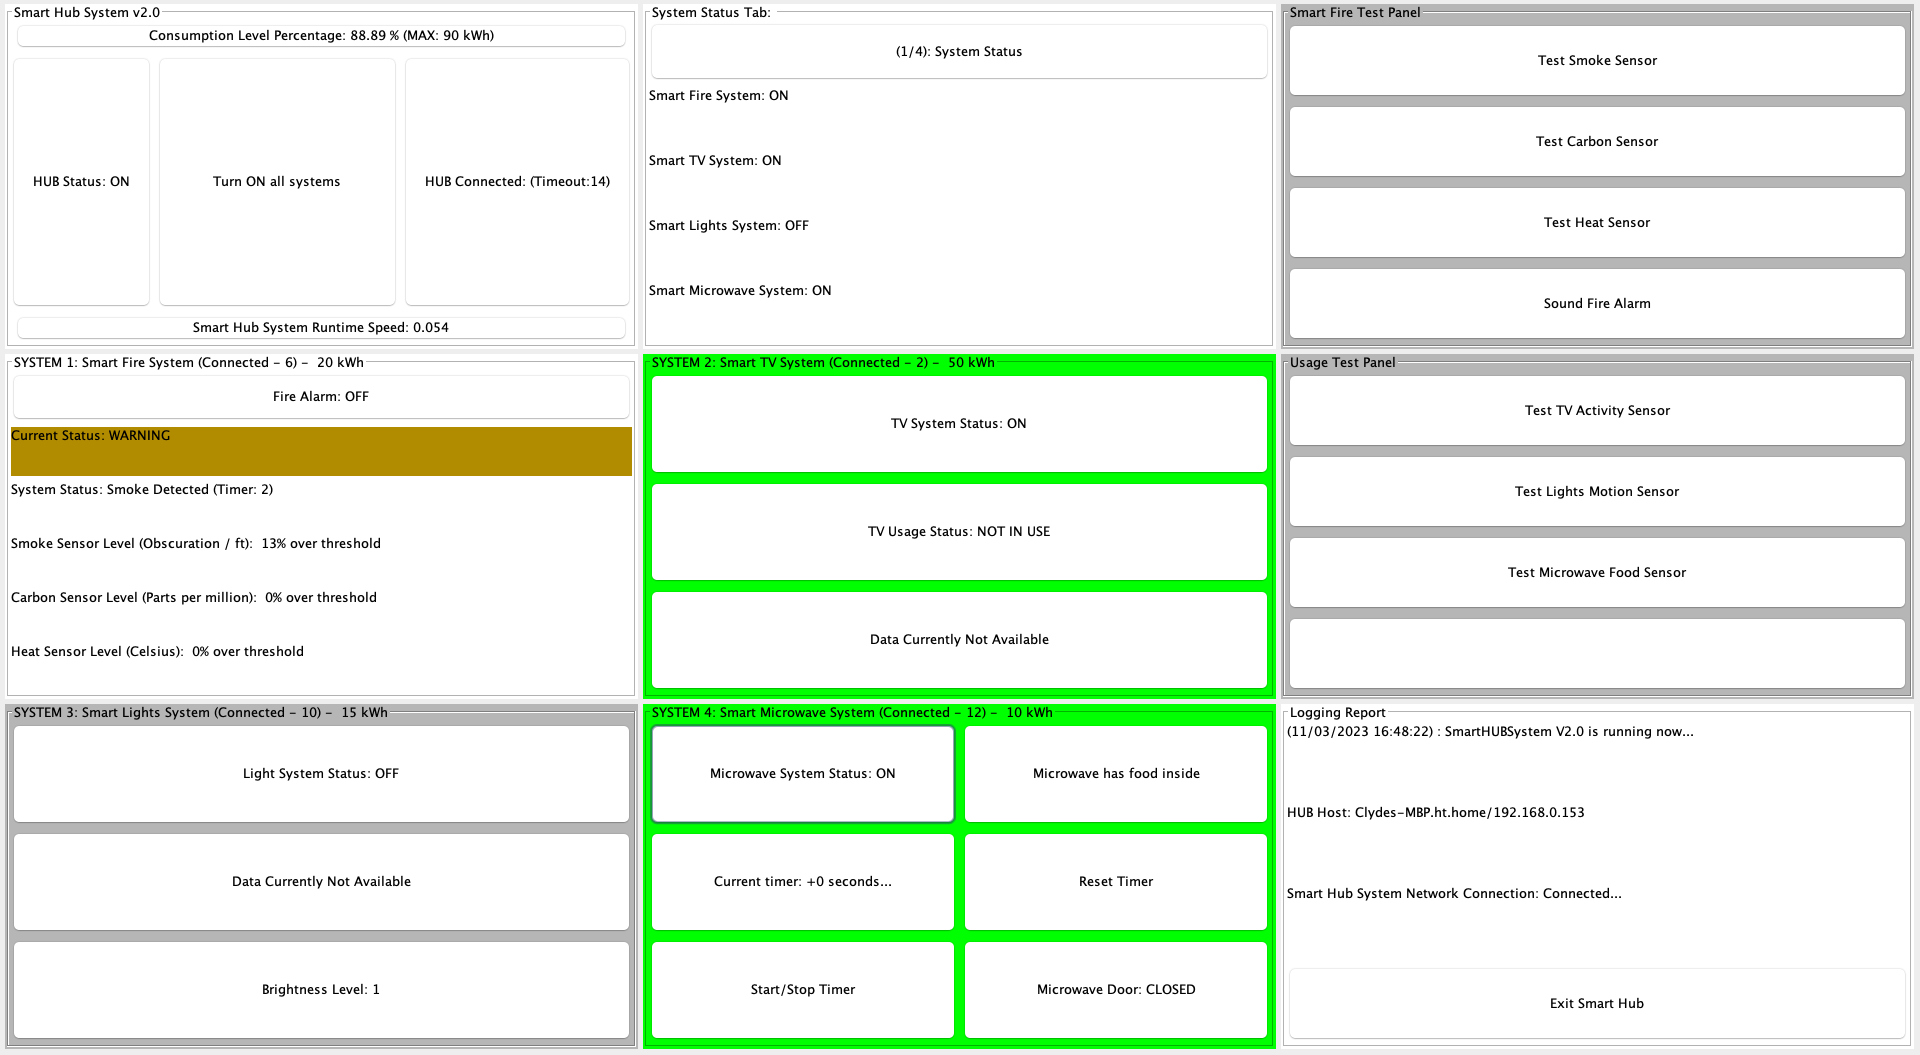 Smart Hub System v2.0
Consumption Level Percentage: 88.89 % (MAX: 90 kWh)
HUB Status: ON
Turn ON all systems
HUB Connected: (Timeout:14)
Smart Hub System Runtime Speed: 0.054
System Status Tab:
(1/4): System Status
Smart Fire System: ON
Smart TV System: ON
Smart Lights System: OFF
Smart Microwave System: ON
Smart Fire Test Panel
Test Smoke Sensor
Test Carbon Sensor
Test Heat Sensor
Sound Fire Alarm
SYSTEM 1: Smart Fire System (Connected - 6) - 20 kWh
Fire Alarm: OFF
Current Status: WARNING
System Status: Smoke Detected (Timer: 2)
Smoke Sensor Level (Obscuration / ft): 13% over threshold
Carbon Sensor Level (Parts per million): 0% over threshold
Heat Sensor Level (Celsius): 0% over threshold
SYSTEM 2: Smart TV System (Connected - 2) - 50 kWh
TV System Status: ON
TV Usage Status: NOT IN USE
Data Currently Not Available
Usage Test Panel
Test TV Activity Sensor
Test Lights Motion Sensor
Test Microwave Food Sensor
SYSTEM 3: Smart Lights System (Connected - 10) - 15 kWh
Light System Status: OFF
Data Currently Not Available
Brightness Level: 1
SYSTEM 4: Smart Microwave System (Connected - 12) - 10 kWh
Microwave System Status: ON
Microwave has food inside
Current timer: +0 seconds...
Reset Timer
Start/Stop Timer
Microwave Door: CLOSED
Logging Report
(11/03/2023 16:48:22) : SmartHUBSystem V2.0 is running now...
HUB Host: Clydes-MBP.ht.home/192.168.0.153
Smart Hub System Network Connection: Connected...
Exit Smart Hub